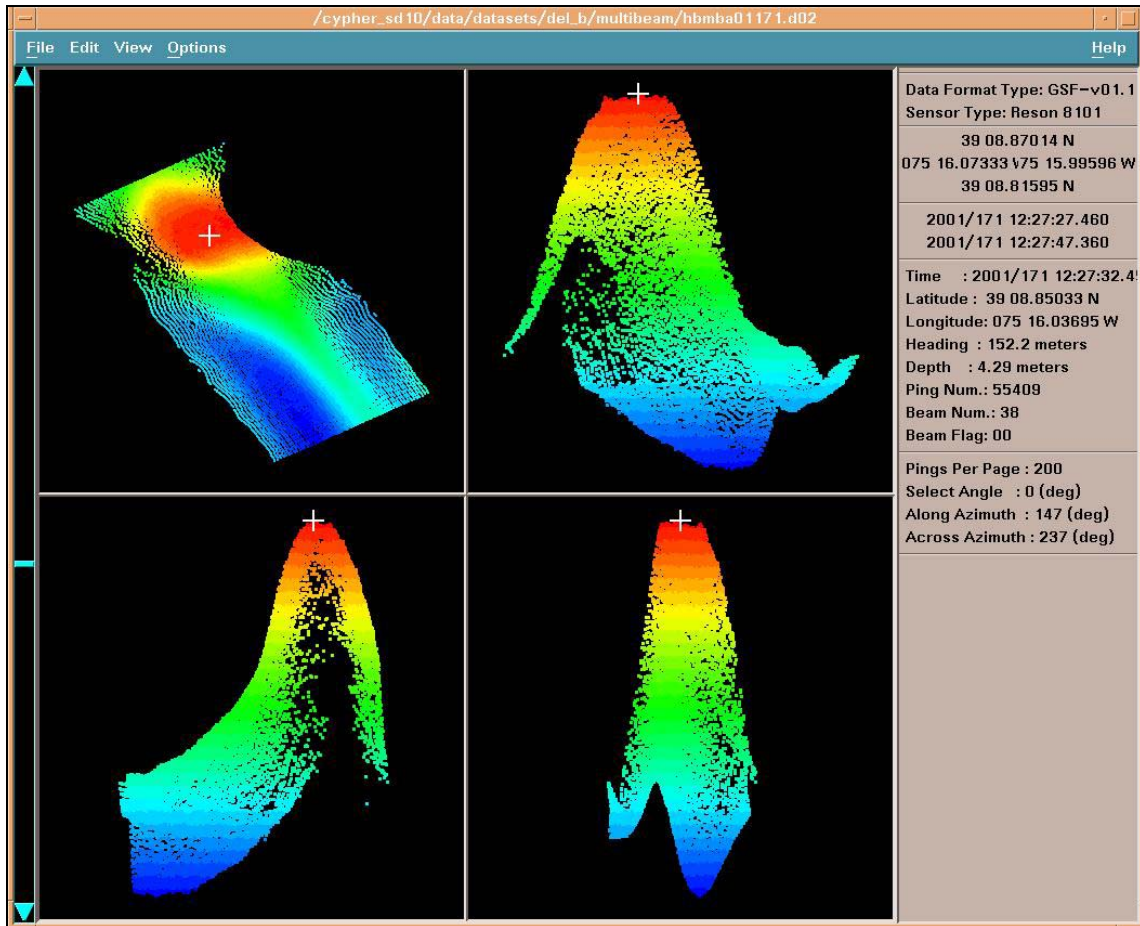 /cypher_sd10/data/datasets/del_b/multibeam/hbmba01171.d02
File Edit View Options Help
Data Format Type: GSF-v01.1
Sensor Type: Reson 8101
39 08.87014 N
075 16.07333 \/75 15.99596 W
39 08.81595 N
2001/171 12:27:27.460
2001/171 12:27:47.360
Time : 2001/171 12:27:32.4
Latitude : 39 08.85033 N
Longitude: 075 16.03695 W
Heading : 152.2 meters
Depth : 4.29 meters
Ping Num.: 55409
Beam Num.: 38
Beam Flag: 00
Pings Per Page : 200
Select Angle : 0 (deg)
Along Azimuth : 147 (deg)
Across Azimuth : 237 (deg)